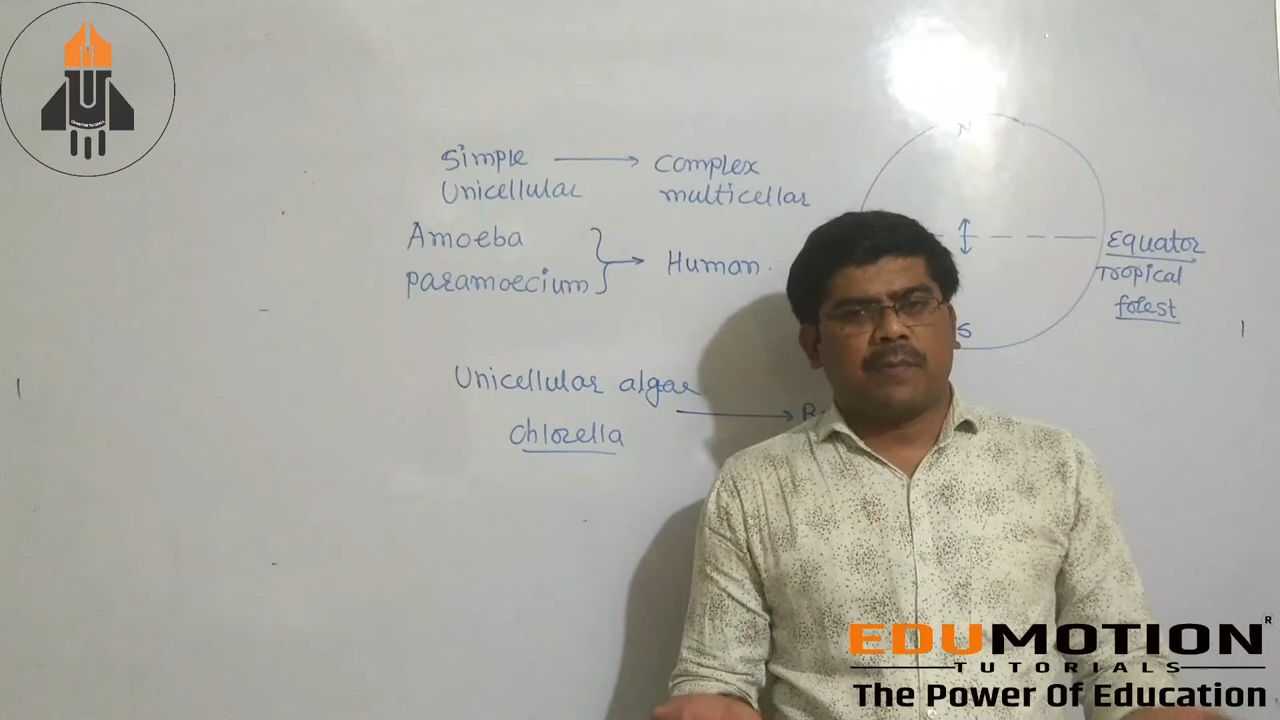 Simple → Complex
Unicellular multicellar
Amoeba
paramoecium } → Human.
Unicellular algae →
Chlorella
N
S
Equator
Tropical
forest
EDUMOTION
TUTORIALS
The Power Of Education